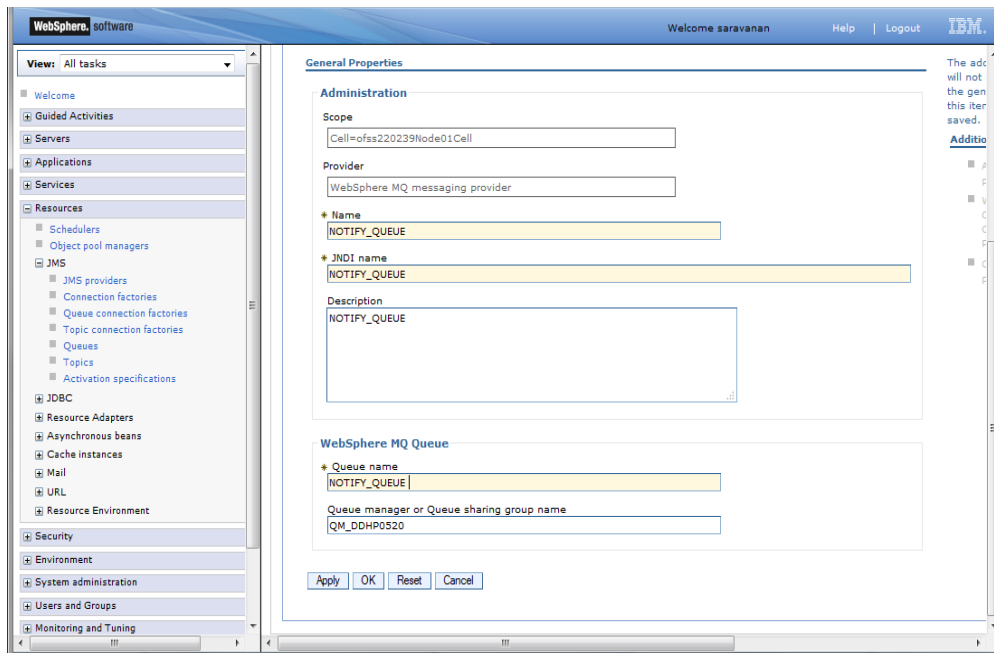 WebSphere. software
Welcome saravanan
Help | Logout
IBM.
View: All tasks
Welcome
Guided Activities
Servers
Applications
Services
Resources
Schedulers
Object pool managers
JMS
JMS providers
Connection factories
Queue connection factories
Topic connection factories
Queues
Topics
Activation specifications
JDBC
Resource Adapters
Asynchronous beans
Cache instances
Mail
URL
Resource Environment
Security
Environment
System administration
Users and Groups
Monitoring and Tuning
General Properties
Administration
Scope
Cell=ofss220239Node01Cell
Provider
WebSphere MQ messaging provider
* Name
NOTIFY_QUEUE
* JNDI name
NOTIFY_QUEUE
Description
NOTIFY_QUEUE
WebSphere MQ Queue
* Queue name
NOTIFY_QUEUE
Queue manager or Queue sharing group name
QM_DDHP0520
Apply OK Reset Cancel
The add
will not
the gen
this iter
saved.
Additio